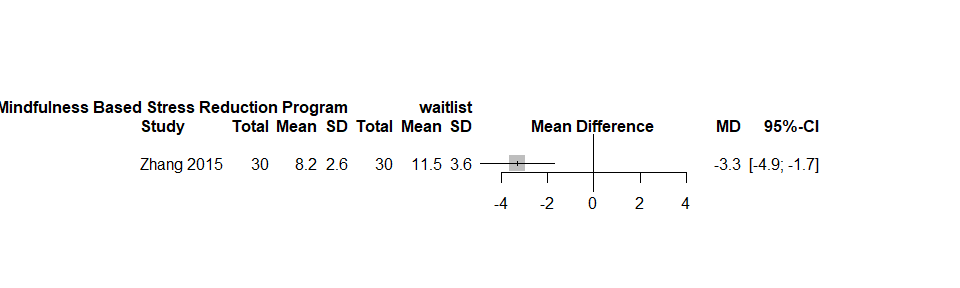 Mindfulness Based Stress Reduction Program waitlist
Study Total Mean SD Total Mean SD Mean Difference MD 95%-CI
Zhang 2015 30 8.2 2.6 30 11.5 3.6 -3.3 [-4.9; -1.7]
-4 -2 0 2 4